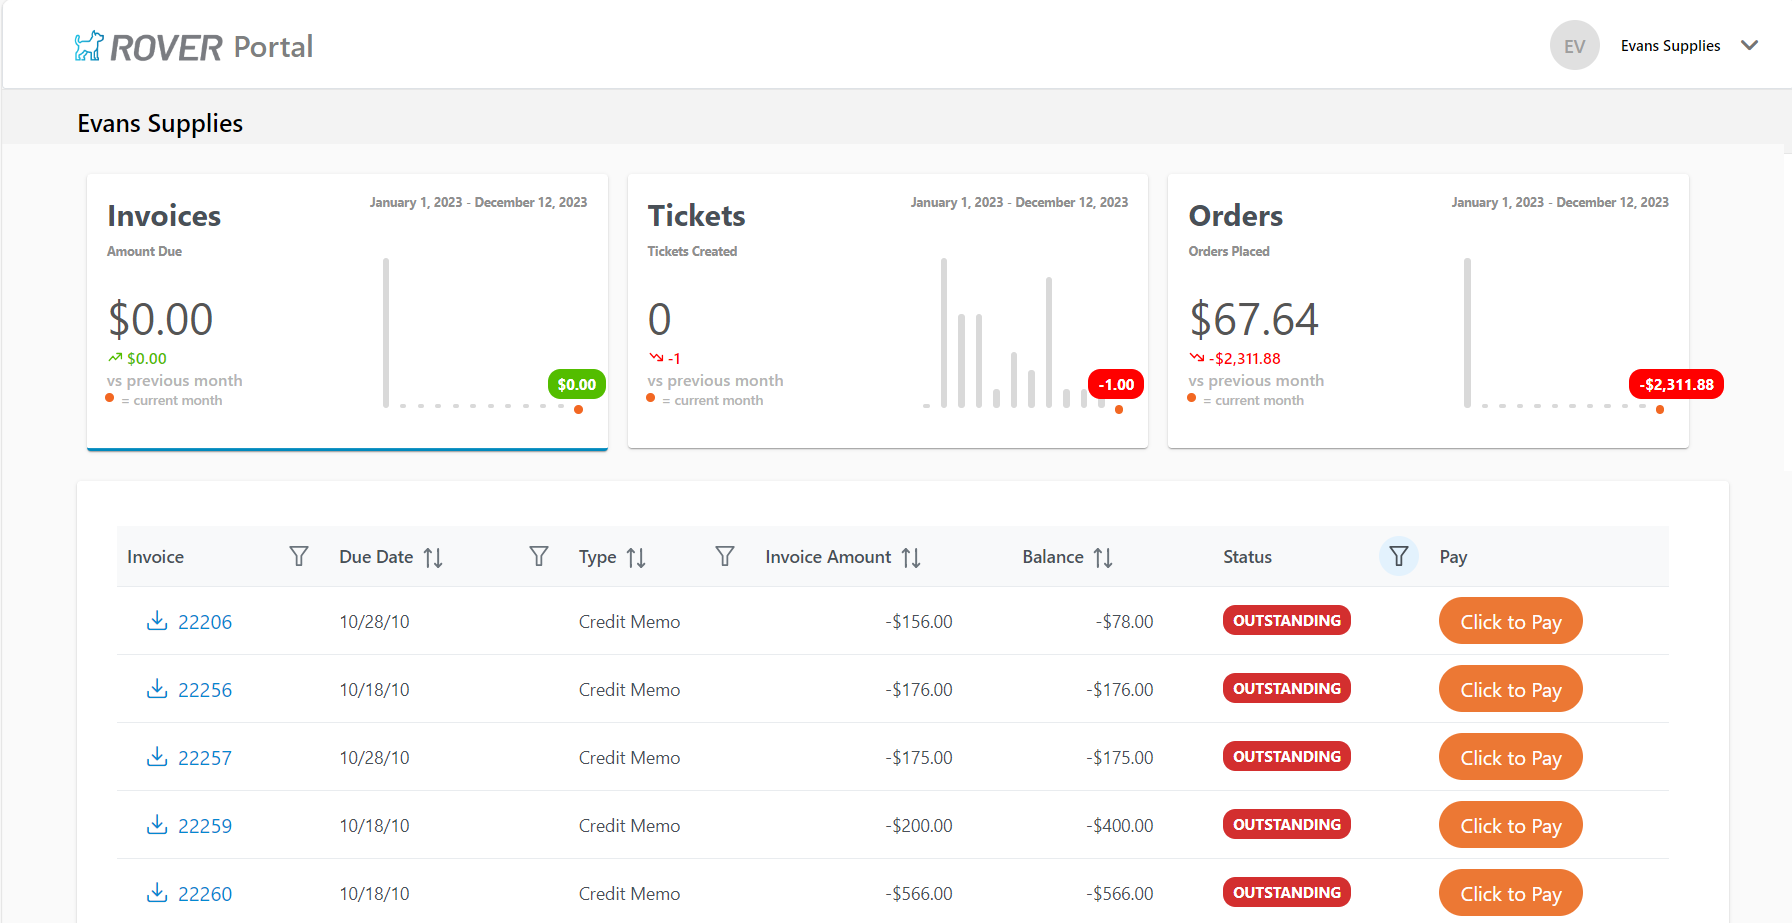 ROVER Portal
EV
Evans Supplies
Evans Supplies
Invoices
January 1, 2023 - December 12, 2023
Amount Due
$0.00
$0.00
vs previous month
= current month
$0.00
Tickets
January 1, 2023 - December 12, 2023
Tickets Created
0
-1
vs previous month
= current month
-1.00
Orders
January 1, 2023 - December 12, 2023
Orders Placed
$67.64
-$2,311.88
vs previous month
= current month
-$2,311.88
Invoice Due Date Type Invoice Amount Balance Status Pay
22206 10/28/10 Credit Memo -$156.00 -$78.00 OUTSTANDING Click to Pay
22256 10/18/10 Credit Memo -$176.00 -$176.00 OUTSTANDING Click to Pay
22257 10/28/10 Credit Memo -$175.00 -$175.00 OUTSTANDING Click to Pay
22259 10/18/10 Credit Memo -$200.00 -$400.00 OUTSTANDING Click to Pay
22260 10/18/10 Credit Memo -$566.00 -$566.00 OUTSTANDING Click to Pay